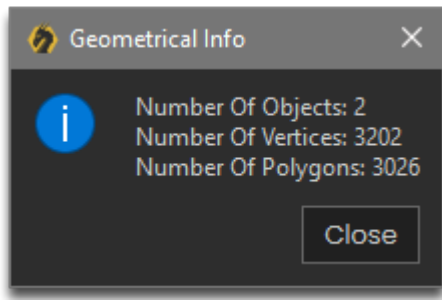 Geometrical Info
Number Of Objects: 2
Number Of Vertices: 3202
Number Of Polygons: 3026
Close